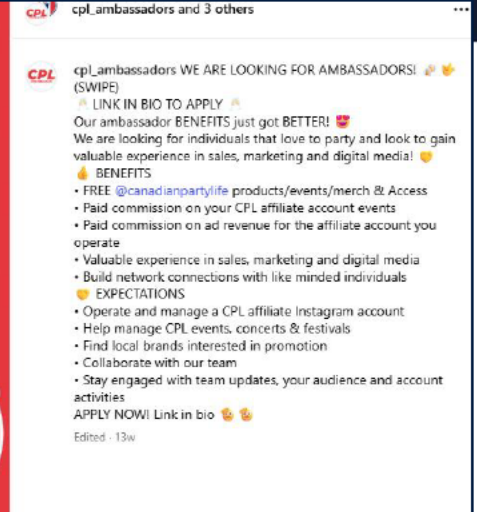 CPL
cpl_ambassadors and 3 others
...
CPL
cpl_ambassadors WE ARE LOOKING FOR AMBASSADORS! 🎉 🤟
(SWIPE)
LINK IN BIO TO APPLY
Our ambassador BENEFITS just got BETTER! 😍
We are looking for individuals that love to party and look to gain
valuable experience in sales, marketing and digital media!
👍 BENEFITS
• FREE @canadianpartylife products/events/merch & Access
• Paid commission on your CPL affiliate account events
• Paid commission on ad revenue for the affiliate account you
operate
• Valuable experience in sales, marketing and digital media
• Build network connections with like minded individuals
EXPECTATIONS
• Operate and manage a CPL affiliate Instagram account
• Help manage CPL events, concerts & festivals
• Find local brands interested in promotion
• Collaborate with our team
• Stay engaged with team updates, your audience and account
activities
APPLY NOW! Link in bio
Edited · 13w